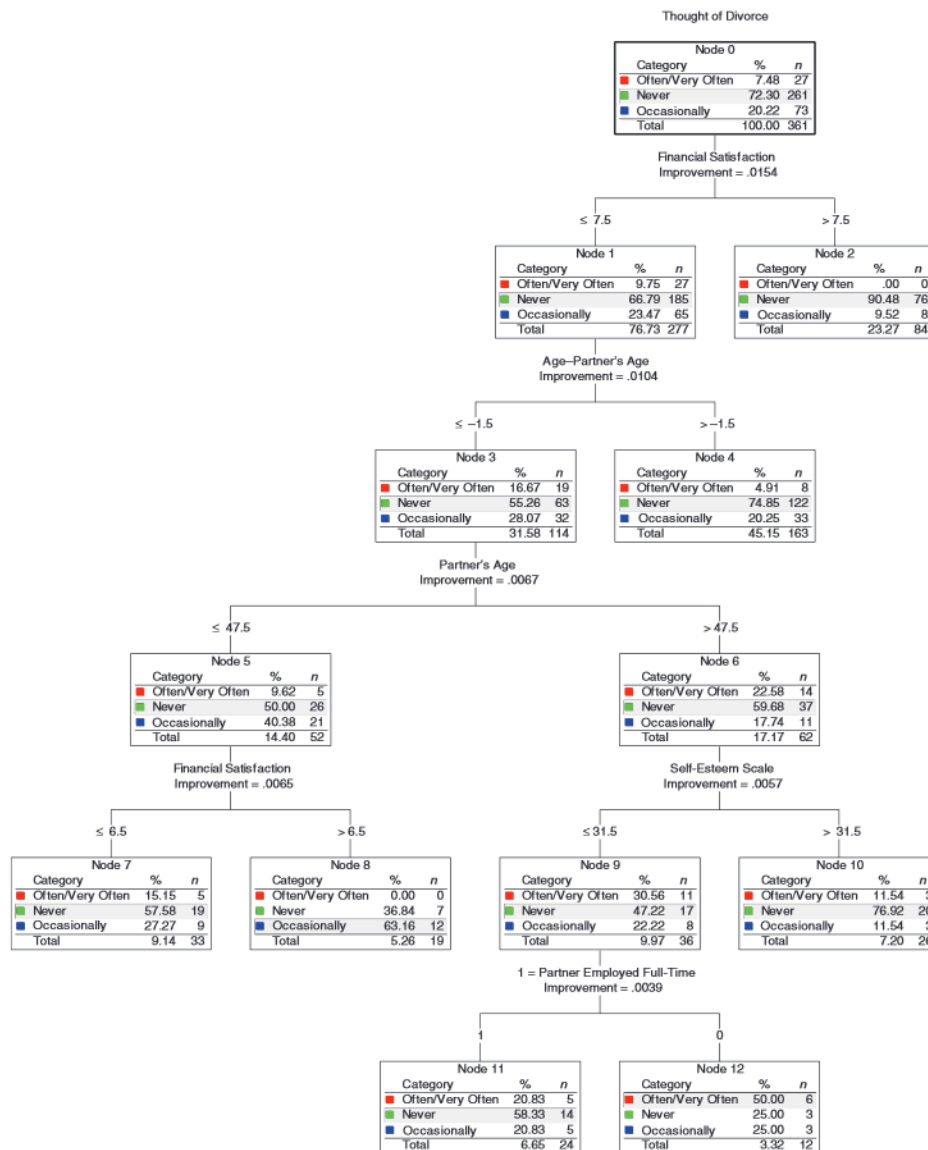 Thought of Divorce
Node 0
Category % n
Often/Very Often 7.48 27
Never 72.30 261
Occasionally 20.22 73
Total 100.00 361
Financial Satisfaction
Improvement = .0154
≤ 7.5
> 7.5
Node 1
Category % n
Often/Very Often 9.75 27
Never 66.79 185
Occasionally 23.47 65
Total 76.73 277
Node 2
Category % n
Often/Very Often .00 0
Never 90.48 76
Occasionally 9.52 8
Total 23.27 84
Age–Partner's Age
Improvement = .0104
≤ –1.5
> –1.5
Node 3
Category % n
Often/Very Often 16.67 19
Never 55.26 63
Occasionally 28.07 32
Total 31.58 114
Node 4
Category % n
Often/Very Often 4.91 8
Never 74.85 122
Occasionally 20.25 33
Total 45.15 163
Partner's Age
Improvement = .0067
≤ 47.5
> 47.5
Node 5
Category % n
Often/Very Often 9.62 5
Never 50.00 26
Occasionally 40.38 21
Total 14.40 52
Node 6
Category % n
Often/Very Often 22.58 14
Never 59.68 37
Occasionally 17.74 11
Total 17.17 62
Financial Satisfaction
Improvement = .0065
Self-Esteem Scale
Improvement = .0057
≤ 6.5
> 6.5
≤ 31.5
> 31.5
Node 7
Category % n
Often/Very Often 15.15 5
Never 57.58 19
Occasionally 27.27 9
Total 9.14 33
Node 8
Category % n
Often/Very Often 0.00 0
Never 36.84 7
Occasionally 63.16 12
Total 5.26 19
Node 9
Category % n
Often/Very Often 30.56 11
Never 47.22 17
Occasionally 22.22 8
Total 9.97 36
Node 10
Category % n
Often/Very Often 11.54
Never 76.92
Occasionally 11.54
Total 7.20
1 = Partner Employed Full-Time
Improvement = .0039
1
0
Node 11
Category % n
Often/Very Often 20.83 5
Never 58.33 14
Occasionally 20.83 5
Total 6.65 24
Node 12
Category % n
Often/Very Often 50.00 6
Never 25.00 3
Occasionally 25.00 3
Total 3.32 12